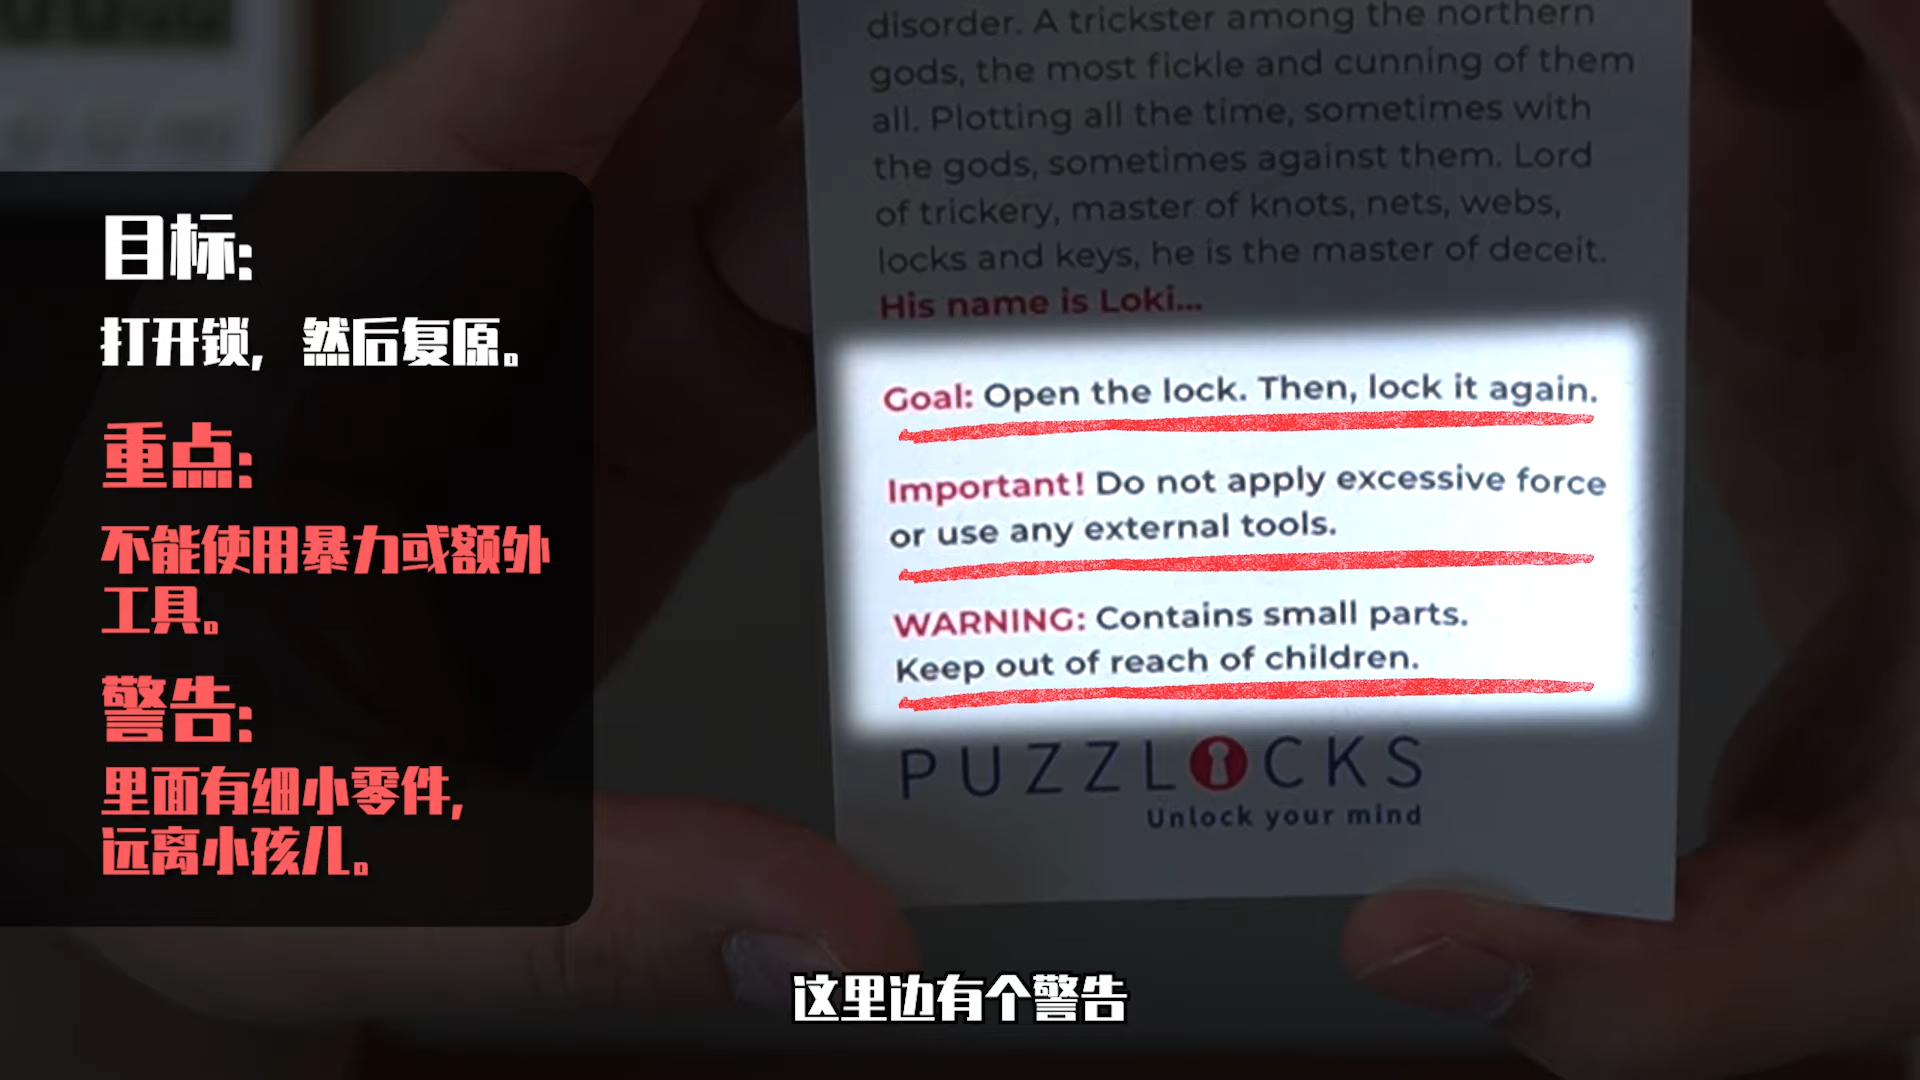 目标:
打开锁,然后复原。
重点:
不能使用暴力或额外
工具。
警告:
里面有细小零件,
远离小孩儿。
disorder. A trickster among the northern
gods, the most fickle and cunning of them
all. Plotting all the time, sometimes with
the gods, sometimes against them. Lord
of trickery, master of knots, nets, webs,
locks and keys, he is the master of deceit.
His name is Loki...
Goal: Open the lock. Then, lock it again.
Important! Do not apply excessive force
or use any external tools.
WARNING: Contains small parts.
Keep out of reach of children.
PUZZLOCKS
Unlock your mind
这里边有个警告